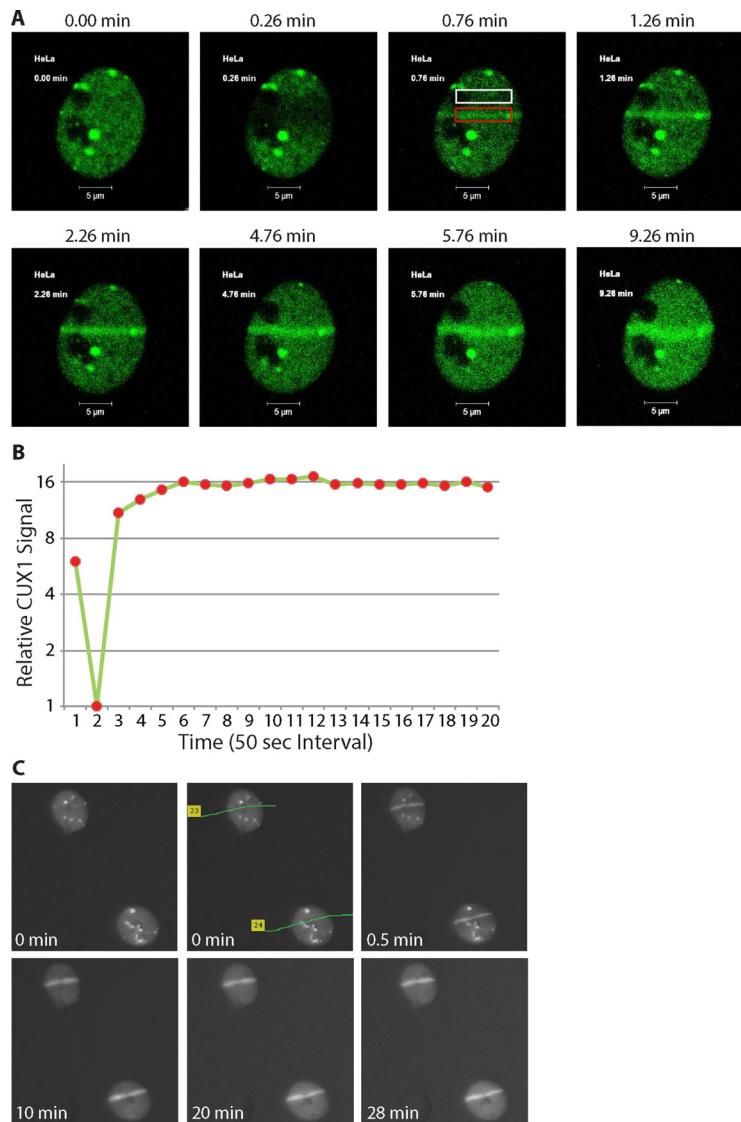 A
0.00 min 0.26 min 0.76 min 1.26 min
HeLa HeLa HeLa HeLa
0.00 min 0.26 min 0.76 min 1.26 min
5 µm 5 µm 5 µm 5 µm
2.26 min 4.76 min 5.76 min 9.26 min
HeLa HeLa HeLa HeLa
2.26 min 4.76 min 5.76 min 9.26 min
5 µm 5 µm 5 µm 5 µm
B
Relative CUX1 Signal
16
8
4
2
1
1 2 3 4 5 6 7 8 9 10 11 12 13 14 15 16 17 18 19 20
Time (50 sec Interval)
C
23
24
0 min 0 min 0.5 min
10 min 20 min 28 min